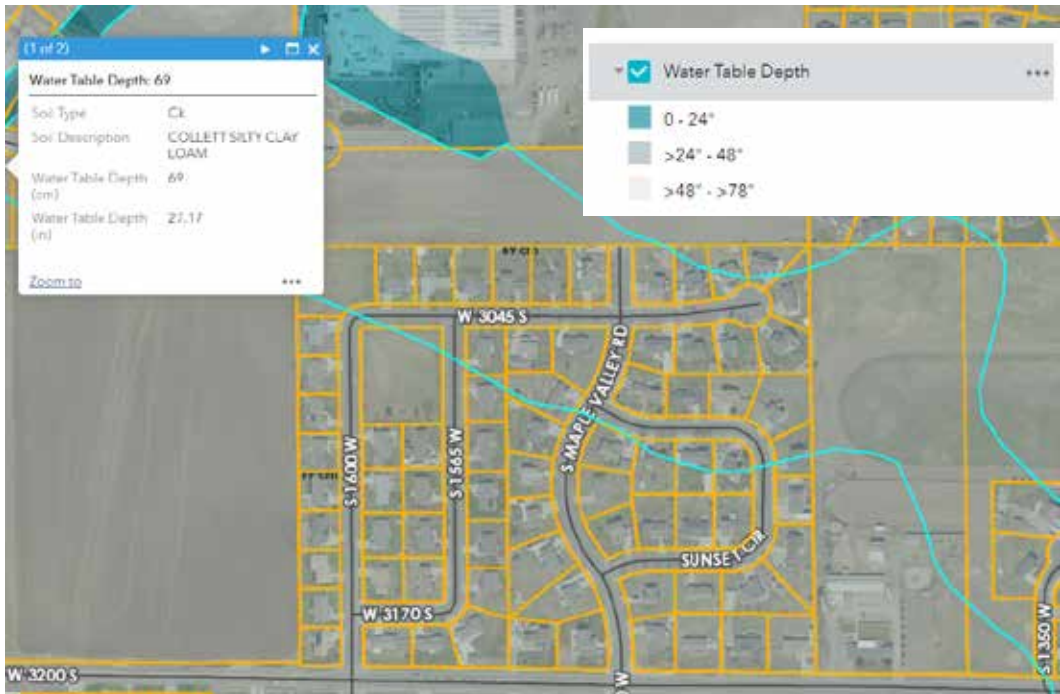 (1 of 2)
Water Table Depth: 69
Soil Type Ck
Soil Description COLLETT SILTY CLAY
LOAM
Water Table Depth 69
(cm)
Water Table Depth 27.17
(in)
Zoom to
Water Table Depth
0 - 24"
>24" - 48"
>48" - >78"
W 3045 S
S MAPLE VALLEY RD
S 1600 W
S 1565 W
SUNSET CIR
W 3170 S
S 1350 W
W 3200 S